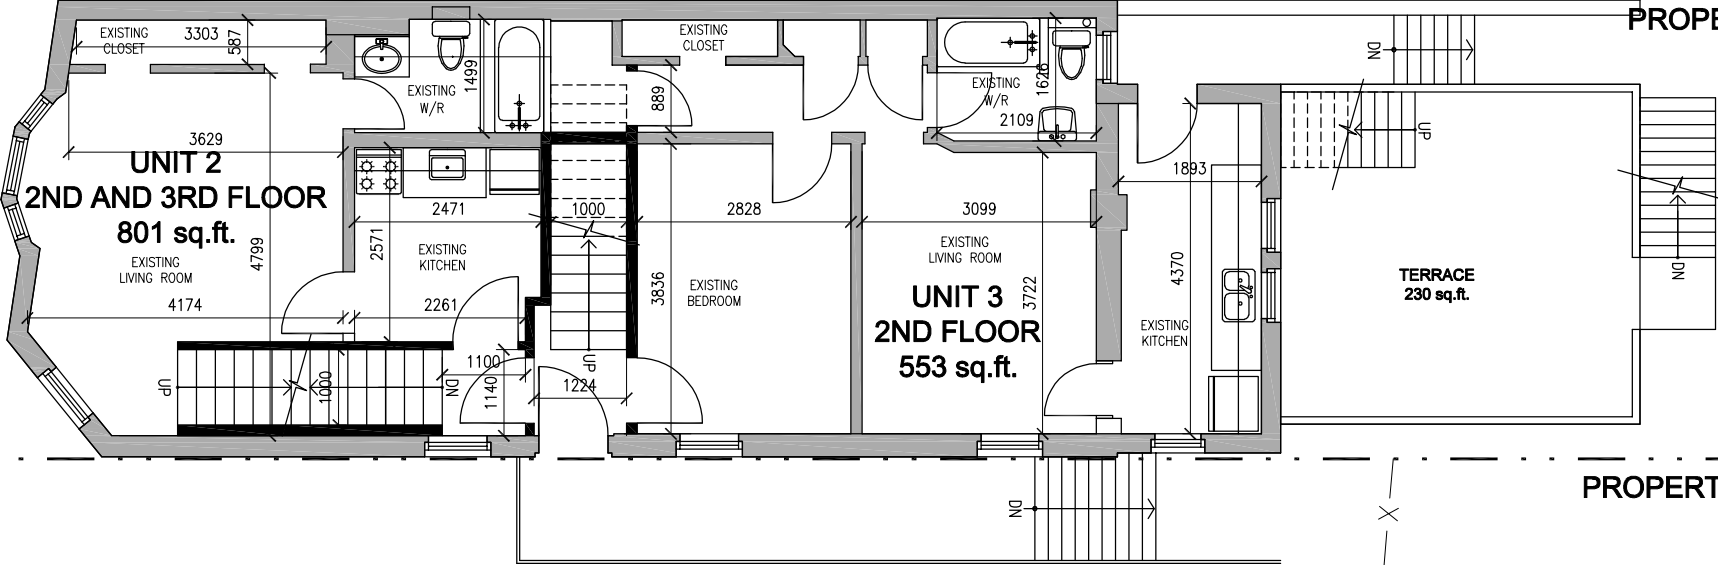 PROPE
EXISTING
CLOSET
3303
587
EXISTING
CLOSET
DN
1499
EXISTING
W/R
889
EXISTING
W/R
1626
2109
UP
3629
UNIT 2
2ND AND 3RD FLOOR
801 sq.ft.
1893
2471
1000
2828
3099
EXISTING
LIVING ROOM
4799
2571
EXISTING
KITCHEN
EXISTING
LIVING ROOM
4370
DN
TERRACE
230 sq.ft.
3836
EXISTING
BEDROOM
UNIT 3
2ND FLOOR
553 sq.ft.
3722
4174
2261
EXISTING
KITCHEN
UP
1000
DN
1100
1140
UP
1224
PROPERT
DN
X